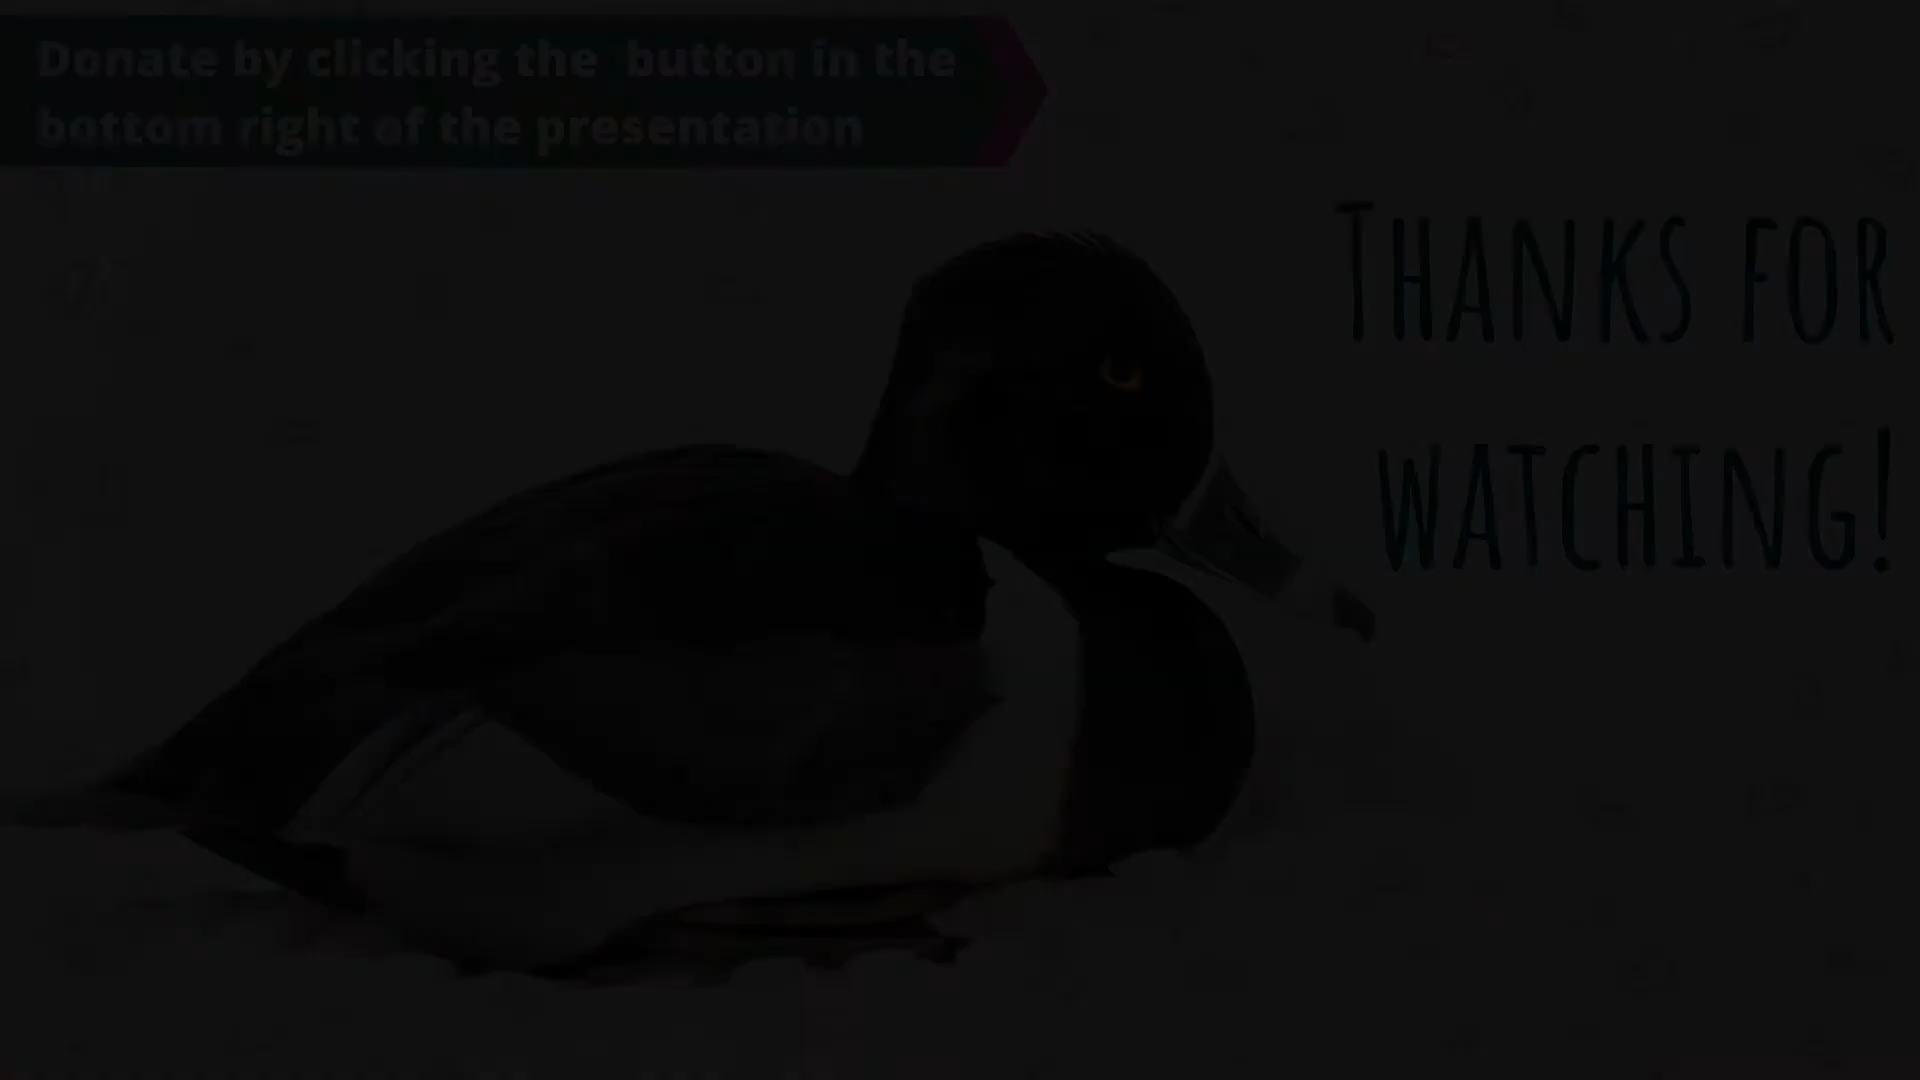 Donate by clicking the button in the
bottom right of the presentation
THANKS FOR
WATCHING!